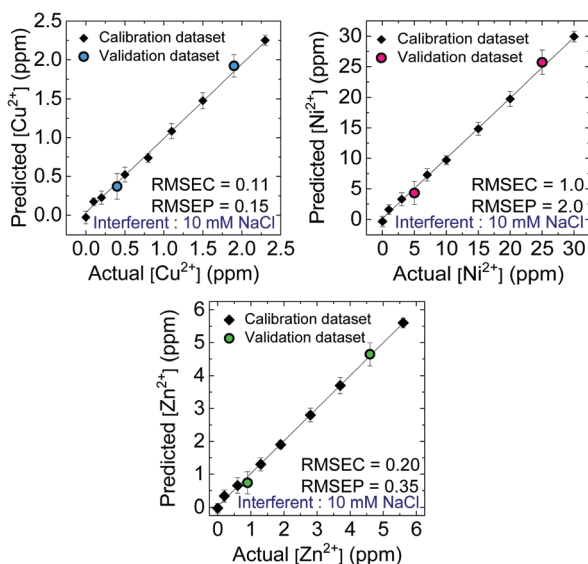 Calibration dataset
Validation dataset
2.5
2.0
1.5
1.0
0.5
0.0
Predicted [Cu²⁺] (ppm)
RMSEC = 0.11
RMSEP = 0.15
Interferent : 10 mM NaCl
0.0 0.5 1.0 1.5 2.0 2.5
Actual [Cu²⁺] (ppm)
Calibration dataset
Validation dataset
35
30
25
20
15
10
5
0
Predicted [Ni²⁺] (ppm)
RMSEC = 1.0
RMSEP = 2.0
Interferent : 10 mM NaCl
0 5 10 15 20 25 30
Actual [Ni²⁺] (ppm)
Calibration dataset
Validation dataset
6
5
4
3
2
1
0
Predicted [Zn²⁺] (ppm)
RMSEC = 0.20
RMSEP = 0.35
Interferent : 10 mM NaCl
0 1 2 3 4 5 6
Actual [Zn²⁺] (ppm)